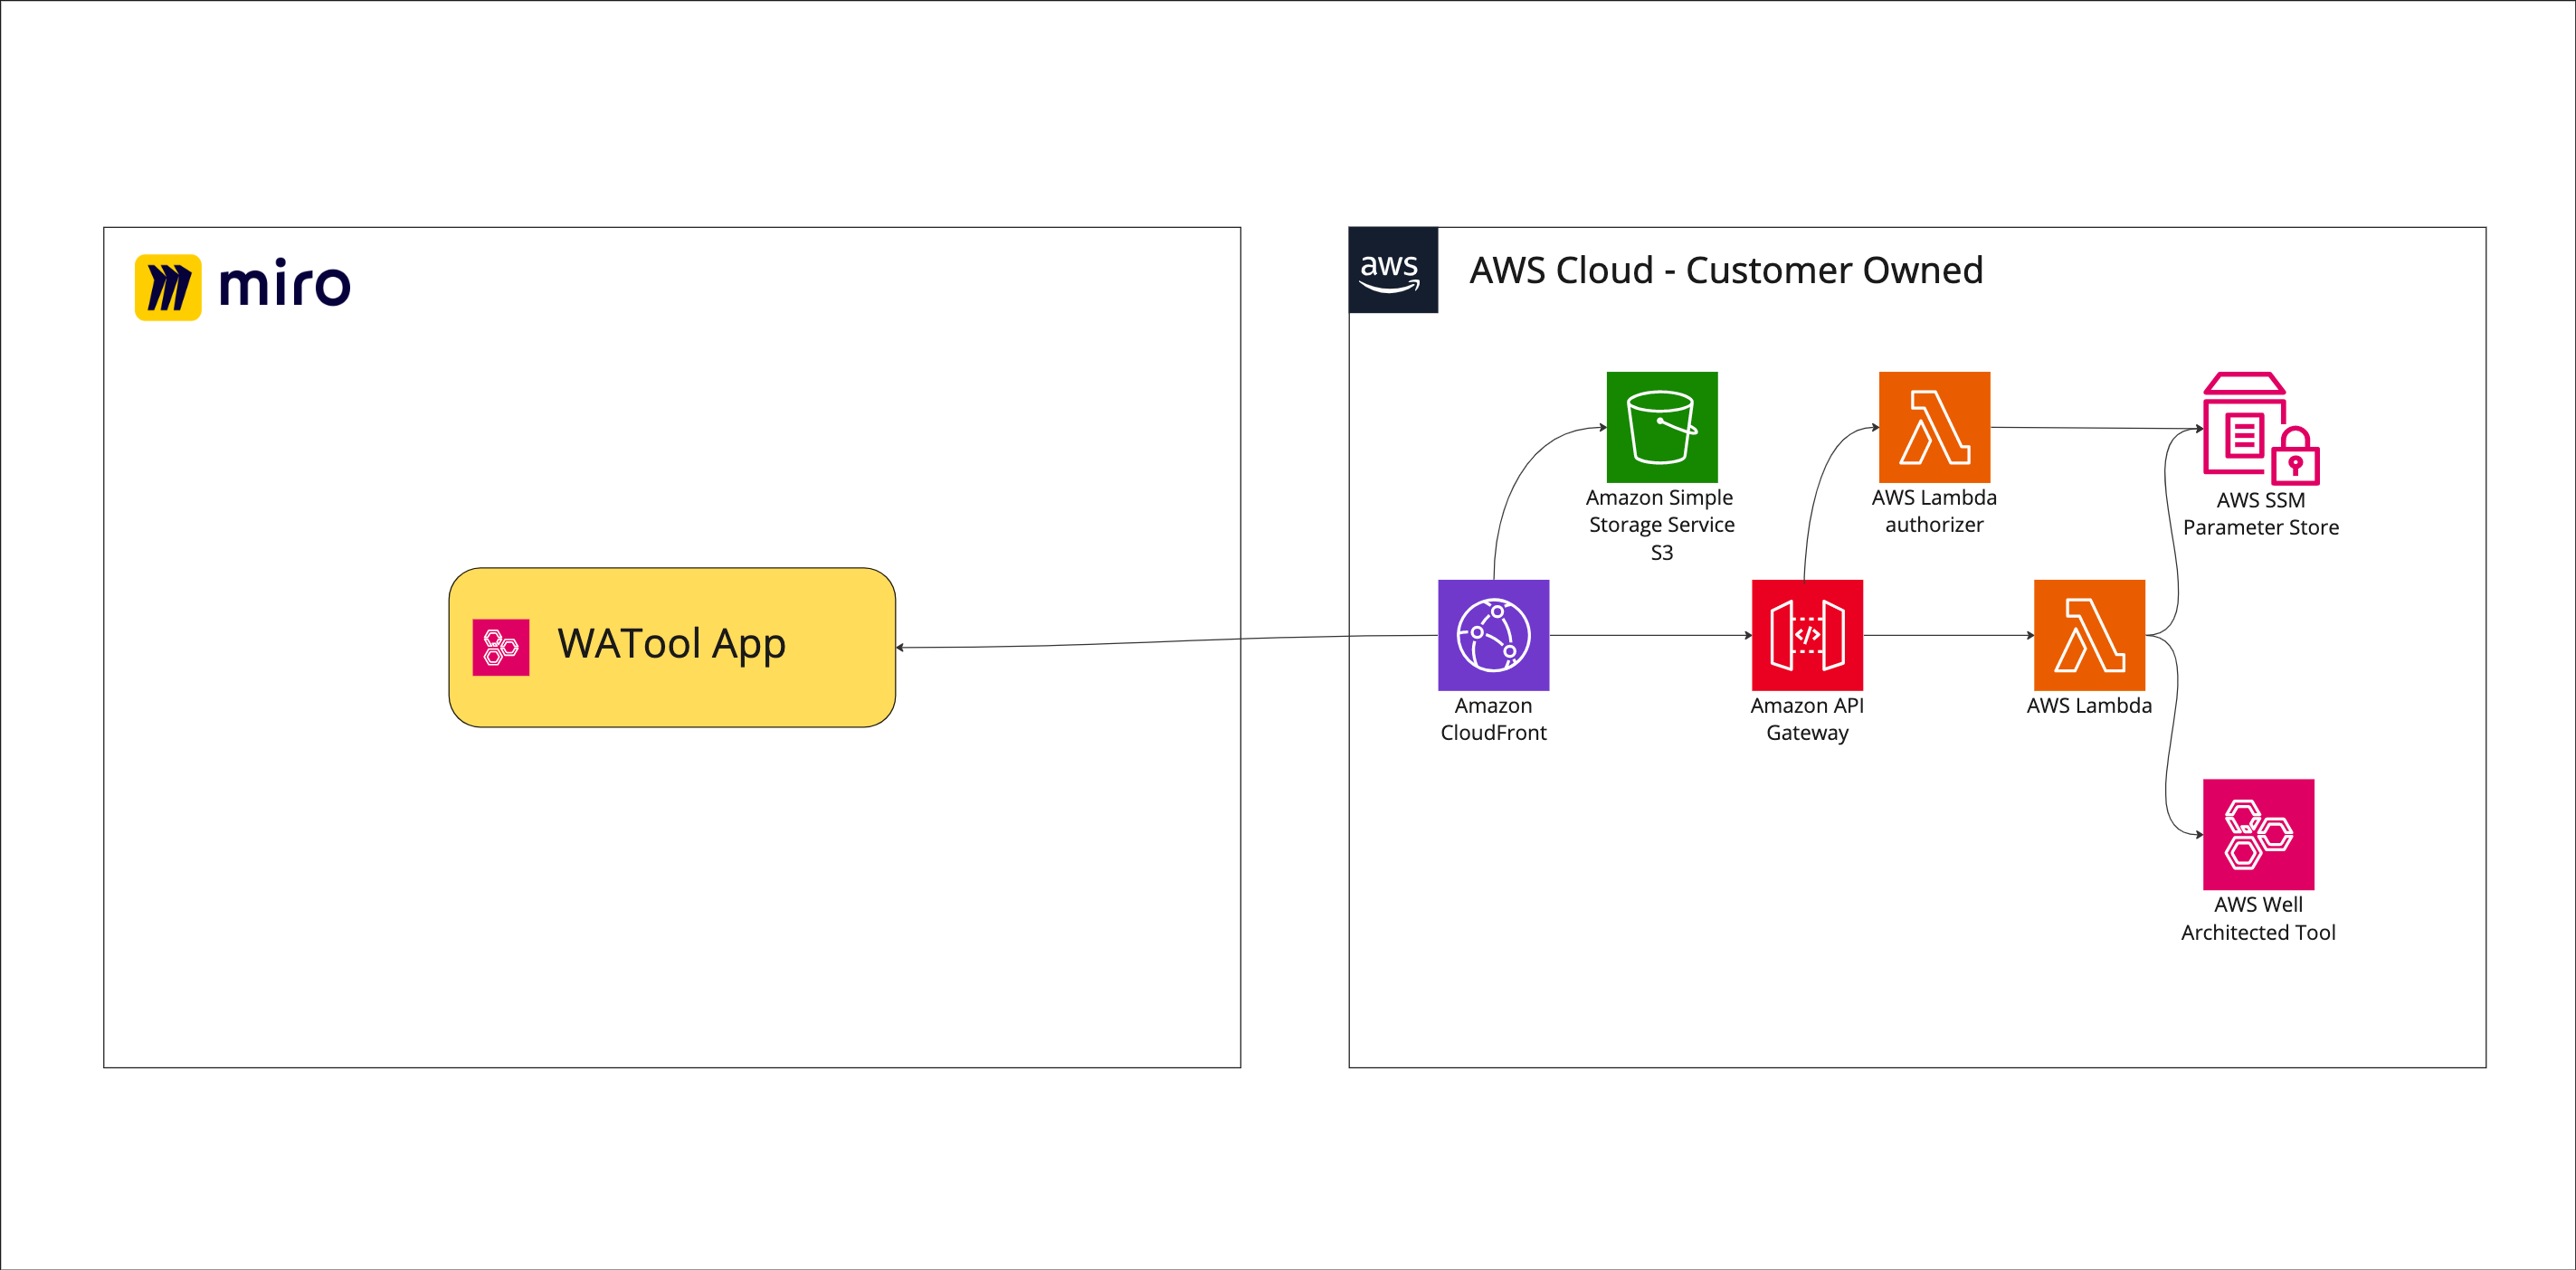 miro
aws
AWS Cloud - Customer Owned
Amazon Simple
Storage Service
S3
AWS Lambda
authorizer
AWS SSM
Parameter Store
WATool App
Amazon
CloudFront
Amazon API
Gateway
AWS Lambda
AWS Well
Architected Tool